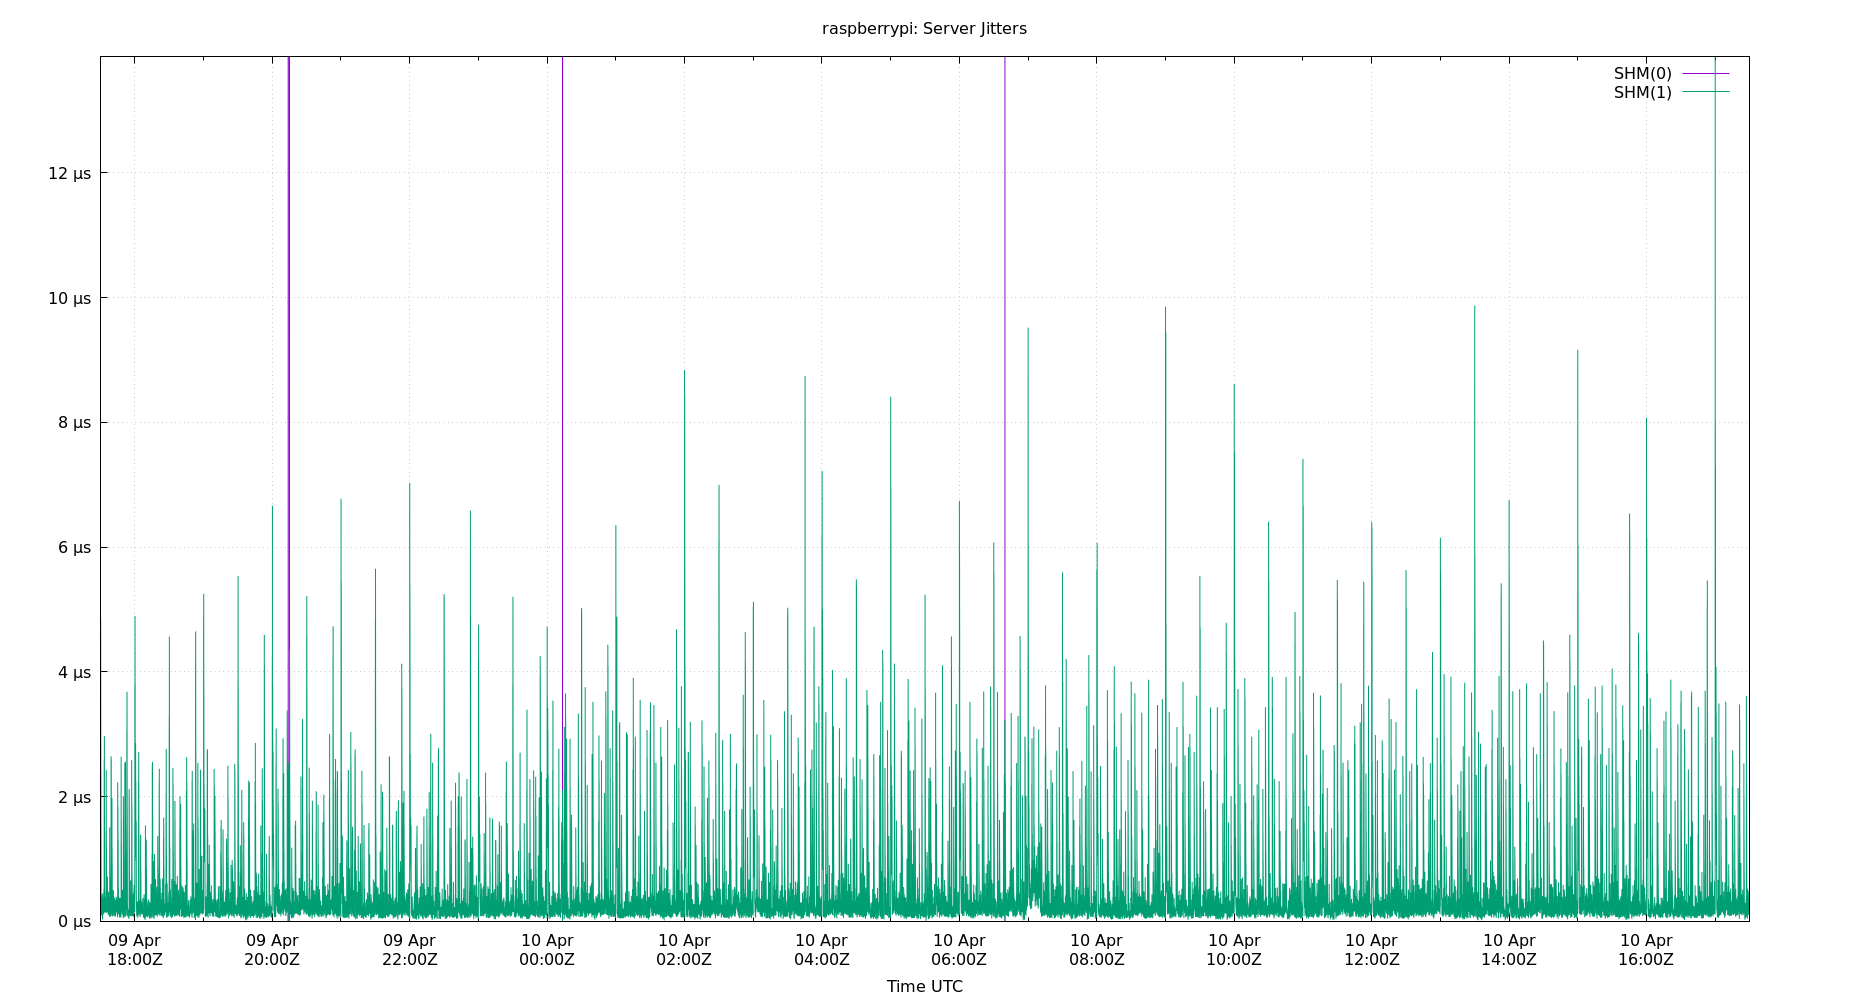 raspberrypi: Server Jitters
SHM(0)
SHM(1)
12 µs
10 µs
8 µs
6 µs
4 µs
2 µs
0 µs
09 Apr 09 Apr 09 Apr 10 Apr 10 Apr 10 Apr 10 Apr 10 Apr 10 Apr 10 Apr 10 Apr 10 Apr
18:00Z 20:00Z 22:00Z 00:00Z 02:00Z 04:00Z 06:00Z 08:00Z 10:00Z 12:00Z 14:00Z 16:00Z
Time UTC